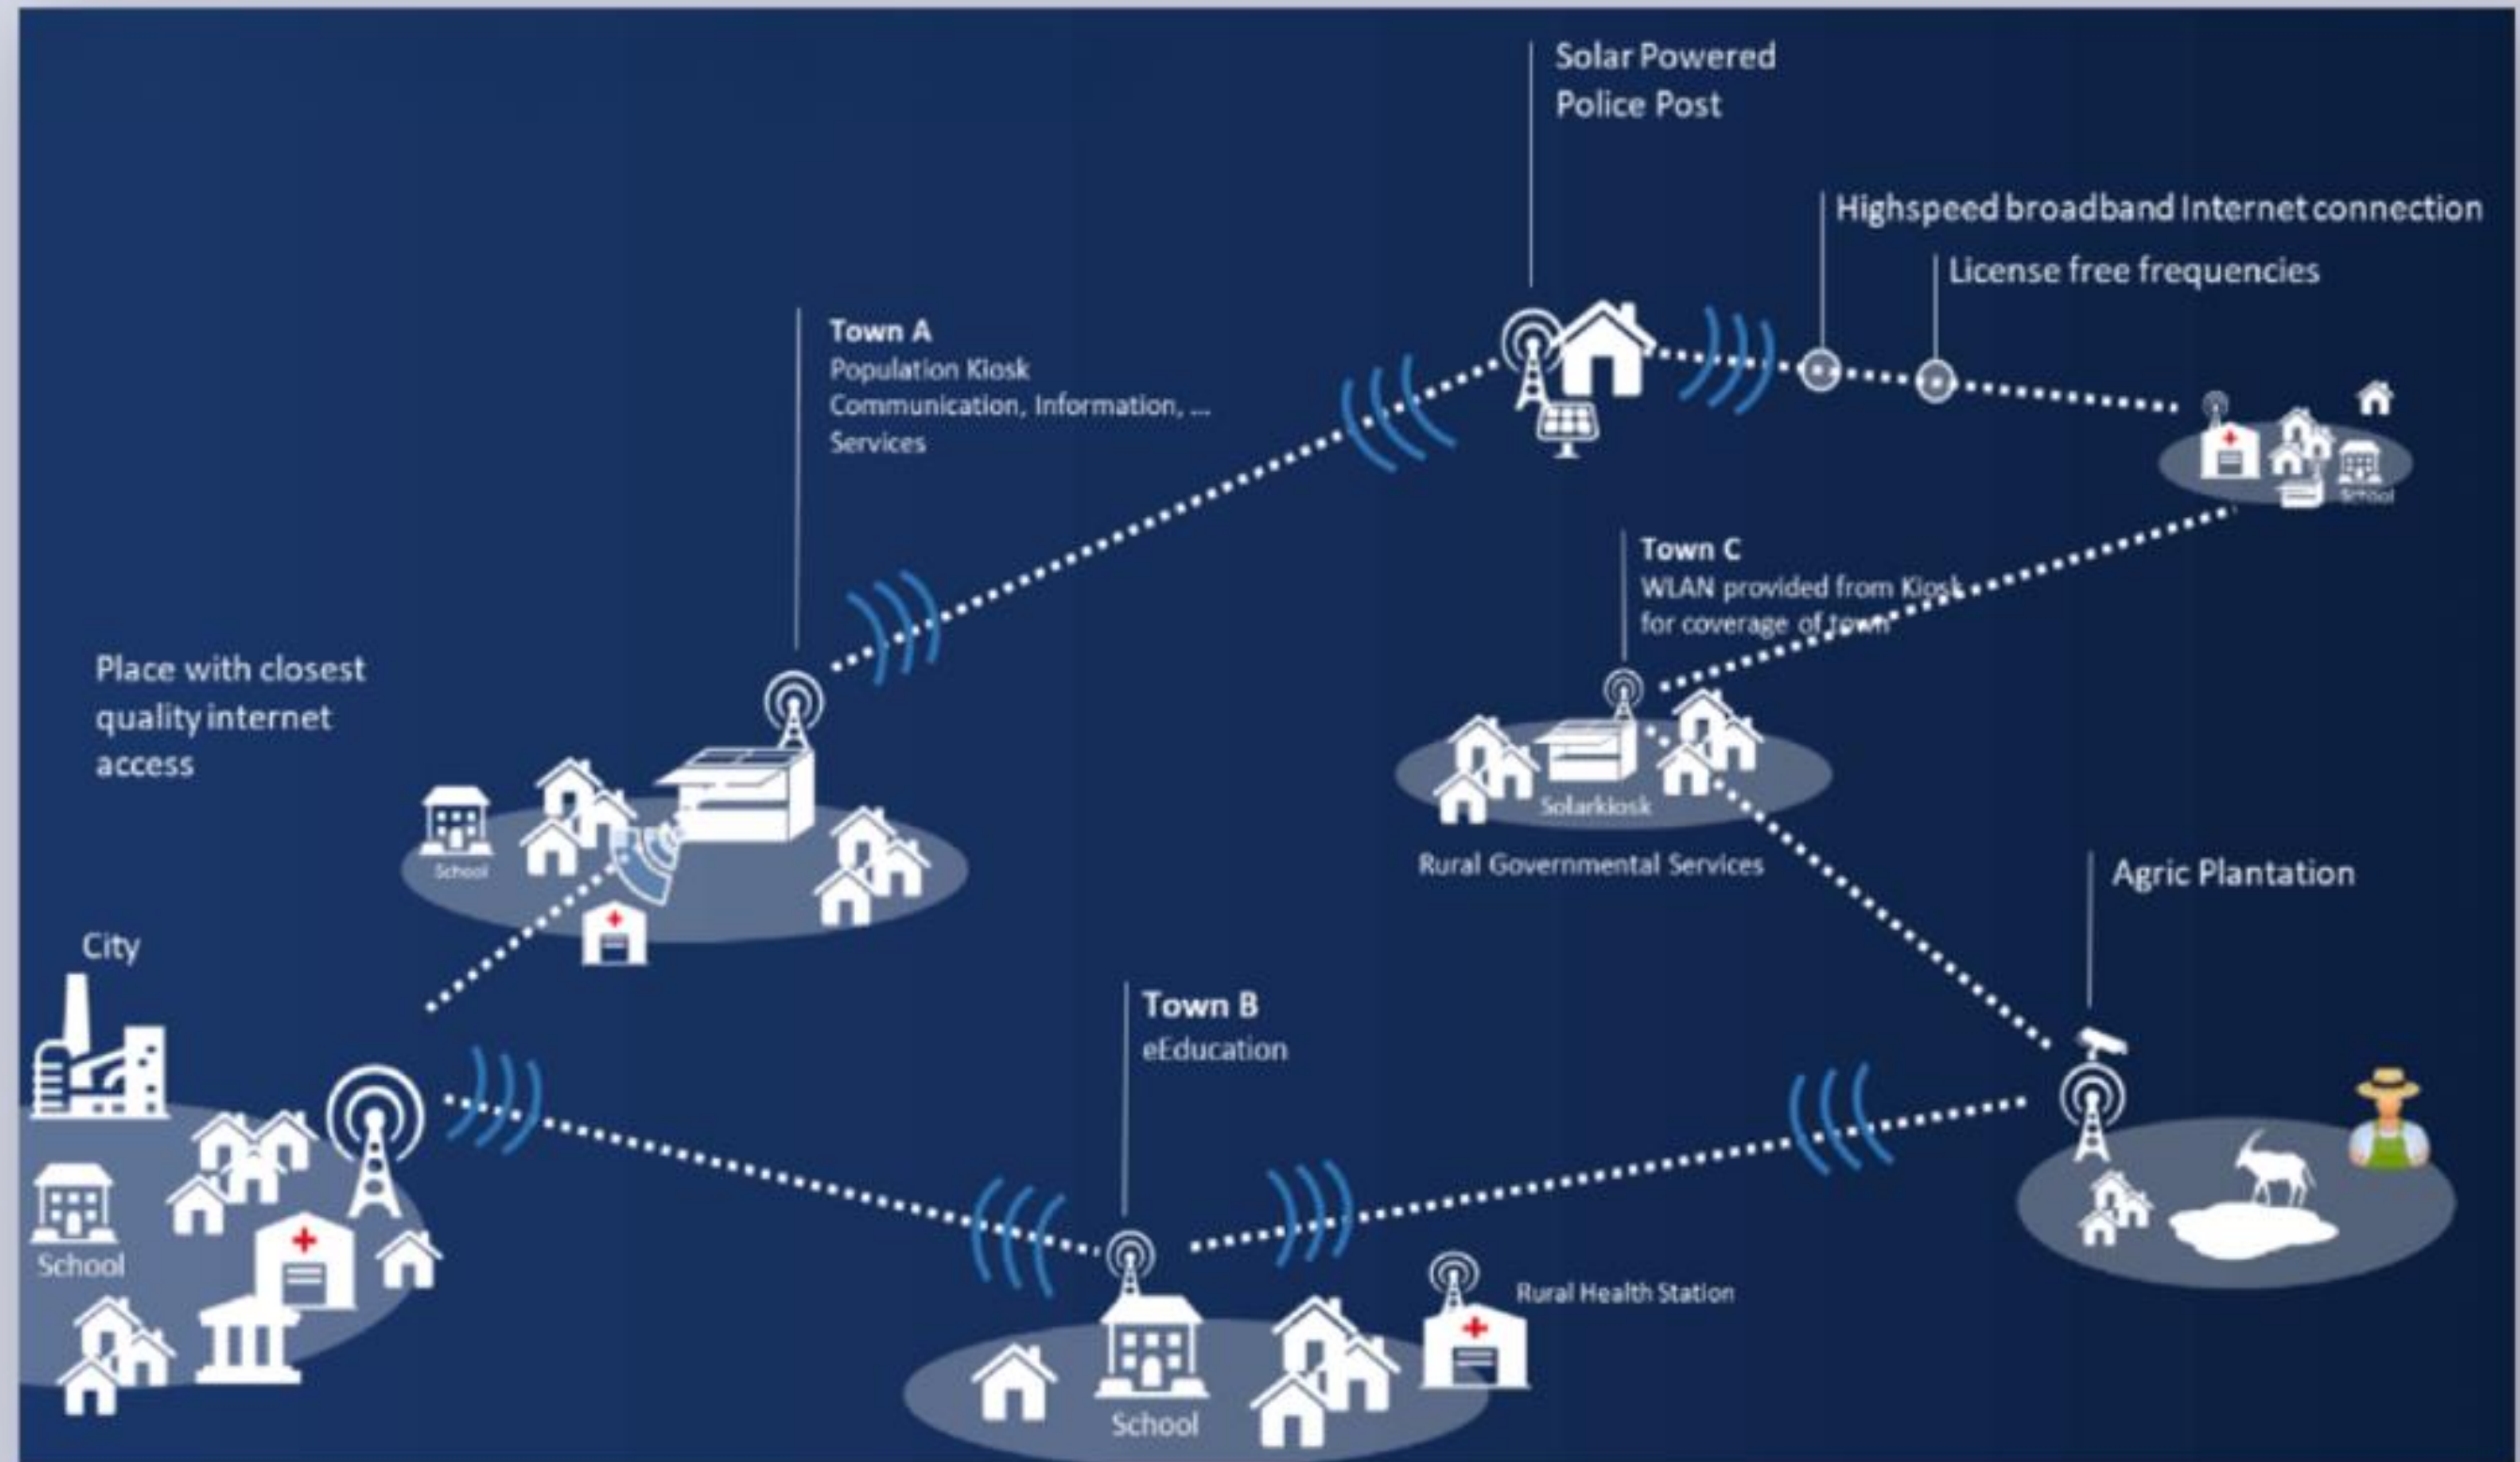 Solar Powered
Police Post
Highspeed broadband Internet connection
License free frequencies
Town A
Population Kiosk
Communication, Information, ...
Services
Town C
WLAN provided from Kiosk
for coverage of town
Place with closest
quality internet
access
School
School
Solarkiosk
Rural Governmental Services
Agric Plantation
City
Town B
eEducation
School
Rural Health Station
School